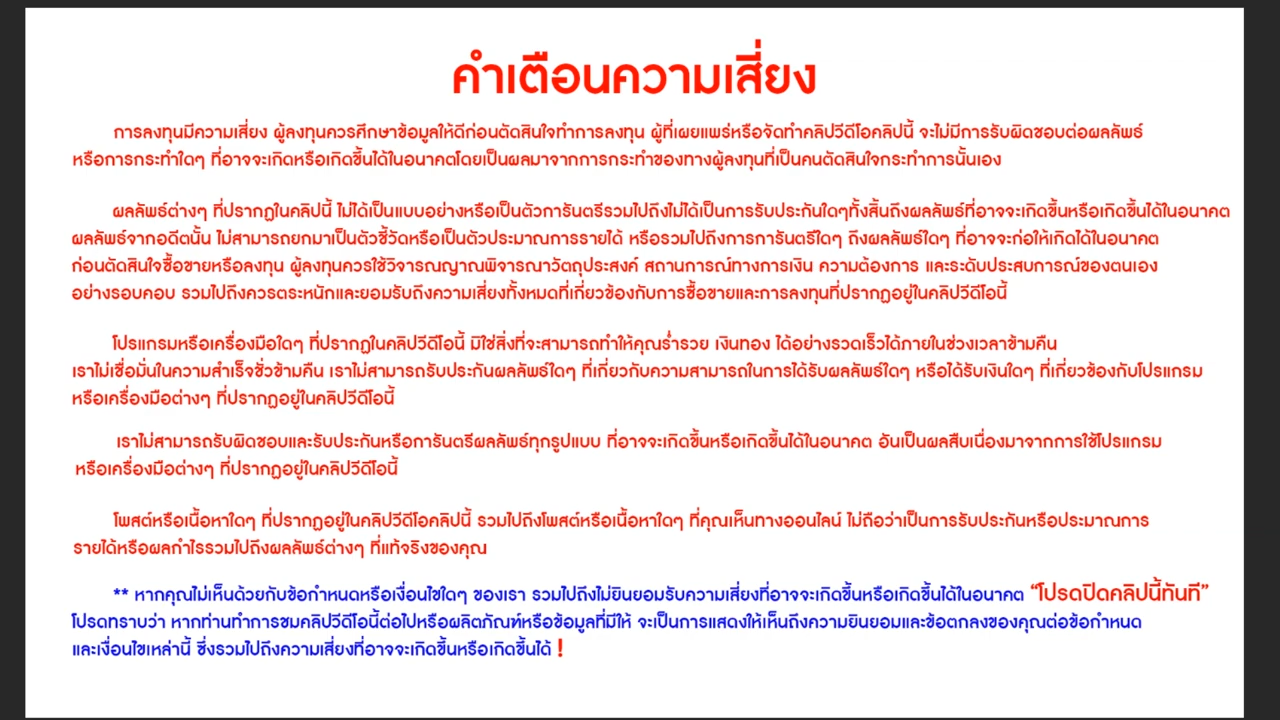 คำเตือนความเสี่ยง
การลงทุนมีความเสี่ยง ผู้ลงทุนควรศึกษาข้อมูลให้ดีก่อนตัดสินใจทำการลงทุน ผู้ที่เผยแพร่หรือจัดทำคลิปวีดีโอคลิปนี้ จะไม่มีการรับผิดชอบต่อผลลัพธ์
หรือการกระทำใดๆ ที่อาจจะเกิดหรือเกิดขึ้นได้ในอนาคตโดยเป็นผลมาจากการกระทำของทางผู้ลงทุนที่เป็นคนตัดสินใจกระทำการนั้นเอง
ผลลัพธ์ต่างๆ ที่ปรากฏในคลิปนี้ ไม่ได้เป็นแบบอย่างหรือเป็นตัวการันตรีรวมไปถึงไม่ได้เป็นการรับประกันใดๆทั้งสิ้นถึงผลลัพธ์ที่อาจจะเกิดขึ้นหรือเกิดขึ้นได้ในอนาคต
ผลลัพธ์จากอดีตนั้น ไม่สามารถยกมาเป็นตัวชี้วัดหรือเป็นตัวประมาณการรายได้ หรือรวมไปถึงการการันตรีใดๆ ถึงผลลัพธ์ใดๆ ที่อาจจะก่อให้เกิดได้ในอนาคต
ก่อนตัดสินใจซื้อขายหรือลงทุน ผู้ลงทุนควรใช้วิจารณญาณพิจารณาวัตถุประสงค์ สถานการณ์ทางการเงิน ความต้องการ และระดับประสบการณ์ของตนเอง
อย่างรอบคอบ รวมไปถึงควรตระหนักและยอมรับถึงความเสี่ยงทั้งหมดที่เกี่ยวข้องกับการซื้อขายและการลงทุนที่ปรากฏอยู่ในคลิปวีดีโอนี้
โปรแกรมหรือเครื่องมือใดๆ ที่ปรากฏในคลิปวีดีโอนี้ มิใช่สิ่งที่จะสามารถทำให้คุณร่ำรวย เงินทอง ได้อย่างรวดเร็วได้ภายในช่วงเวลาข้ามคืน
เราไม่เชื่อมั่นในความสำเร็จชั่วข้ามคืน เราไม่สามารถรับประกันผลลัพธ์ใดๆ ที่เกี่ยวกับความสามารถในการได้รับผลลัพธ์ใดๆ หรือได้รับเงินใดๆ ที่เกี่ยวข้องกับโปรแกรม
หรือเครื่องมือต่างๆ ที่ปรากฏอยู่ในคลิปวีดีโอนี้
เราไม่สามารถรับผิดชอบและรับประกันหรือการันตรีผลลัพธ์ทุกรูปแบบ ที่อาจจะเกิดขึ้นหรือเกิดขึ้นได้ในอนาคต อันเป็นผลสืบเนื่องมาจากการใช้โปรแกรม
หรือเครื่องมือต่างๆ ที่ปรากฏอยู่ในคลิปวีดีโอนี้
โพสต์หรือเนื้อหาใดๆ ที่ปรากฏอยู่ในคลิปวีดีโอคลิปนี้ รวมไปถึงโพสต์หรือเนื้อหาใดๆ ที่คุณเห็นทางออนไลน์ ไม่ถือว่าเป็นการรับประกันหรือประมาณการ
รายได้หรือผลกำไรรวมไปถึงผลลัพธ์ต่างๆ ที่แท้จริงของคุณ
** หากคุณไม่เห็นด้วยกับข้อกำหนดหรือเงื่อนไขใดๆ ของเรา รวมไปถึงไม่ยินยอมรับความเสี่ยงที่อาจจะเกิดขึ้นหรือเกิดขึ้นได้ในอนาคต “โปรดปิดคลิปนี้ทันที”
โปรดทราบว่า หากท่านทำการชมคลิปวีดีโอนี้ต่อไปหรือผลิตภัณฑ์หรือข้อมูลที่มีให้ จะเป็นการแสดงให้เห็นถึงความยินยอมและข้อตกลงของคุณต่อข้อกำหนด
และเงื่อนไขเหล่านี้ ซึ่งรวมไปถึงความเสี่ยงที่อาจจะเกิดขึ้นหรือเกิดขึ้นได้ !